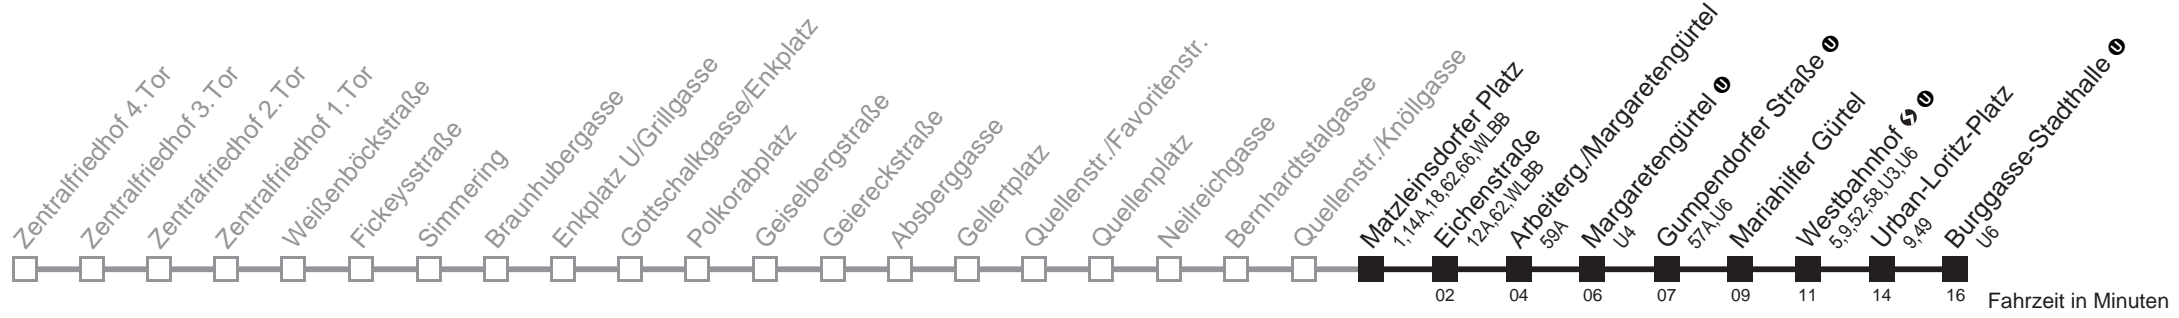 Zentralfriedhof 4.Tor
Zentralfriedhof 3.Tor
Zentralfriedhof 2.Tor
Zentralfriedhof 1.Tor
Weißenböckstraße
Fickeysstraße
Simmering
Braunhubergasse
Enkplatz U/Grillgasse
Gottschalkgasse/Enkplatz
Polkorabplatz
Geiselbergstraße
Geiereckstraße
Absberggasse
Gellertplatz
Quellenstr./Favoritenstr.
Quellenplatz
Neilreichgasse
Bernhardtstalgasse
Quellenstr./Knöllgasse
Matzleinsdorfer Platz
1,14A,18,62,66,WLBB
Eichenstraße
12A,62,WLBB
Arbeiterg./Margaretengürtel
59A
Margaretengürtel U
U4
Gumpendorfer Straße U
57A,U6
Mariahilfer Gürtel
Westbahnhof U
5,9,52,58,U3,U6
Urban-Loritz-Platz
9,49
Burggasse-Stadthalle U
U6
02 04 06 07 09 11 14 16 Fahrzeit in Minuten